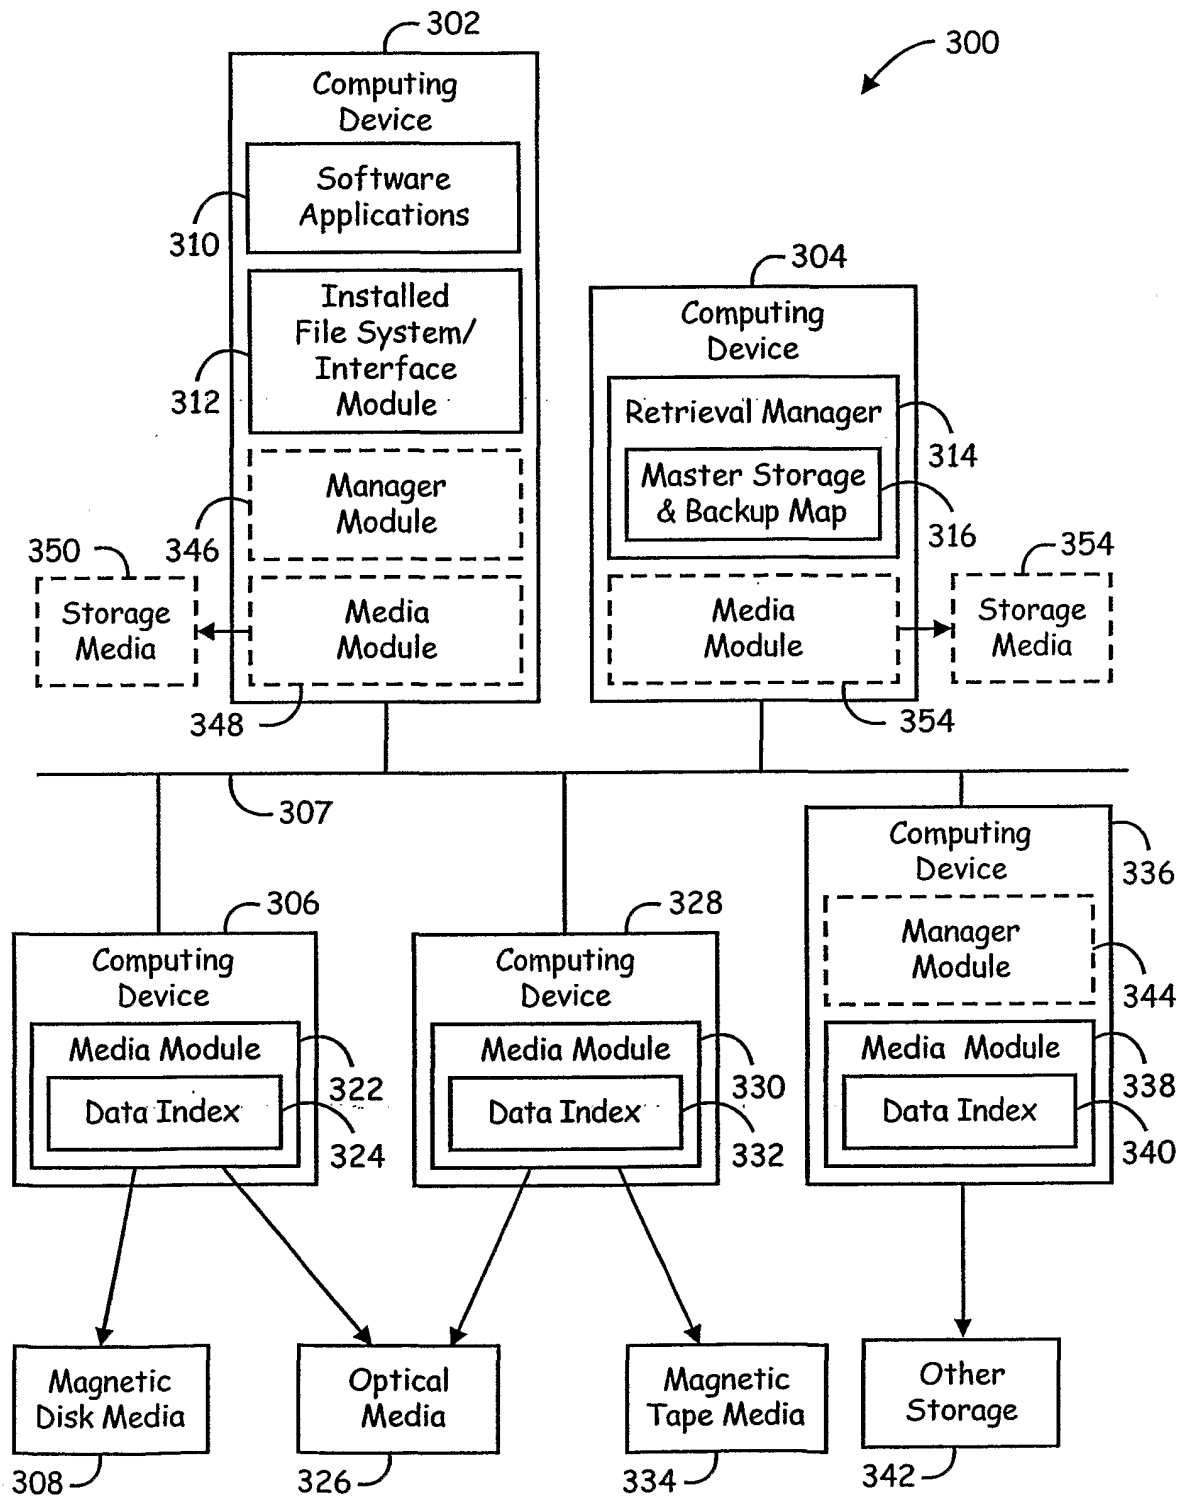 302
300
Computing
Device
Software
Applications
310
304
Installed
File System/
Interface
Module
312
Computing
Device
Retrieval Manager
314
Master Storage
& Backup Map
316
Manager
Module
346
350
354
Storage
Media
Media
Module
Media
Module
Storage
Media
348
354
307
Computing
Device
336
306
328
Manager
Module
344
Computing
Device
Computing
Device
Media Module
322
Media Module
330
Media Module
338
Data Index
324
Data Index
332
Data Index
340
Magnetic
Disk Media
Optical
Media
Magnetic
Tape Media
Other
Storage
308
326
334
342